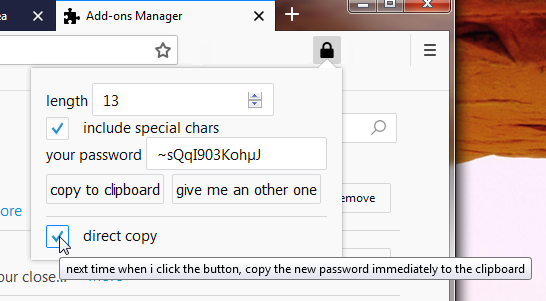 ea
Add-ons Manager
length 13
include special chars
your password ~sQqI903KohµJ
copy to clipboard give me an other one
emove
ore
direct copy
next time when i click the button, copy the new password immediately to the clipboard
our close...